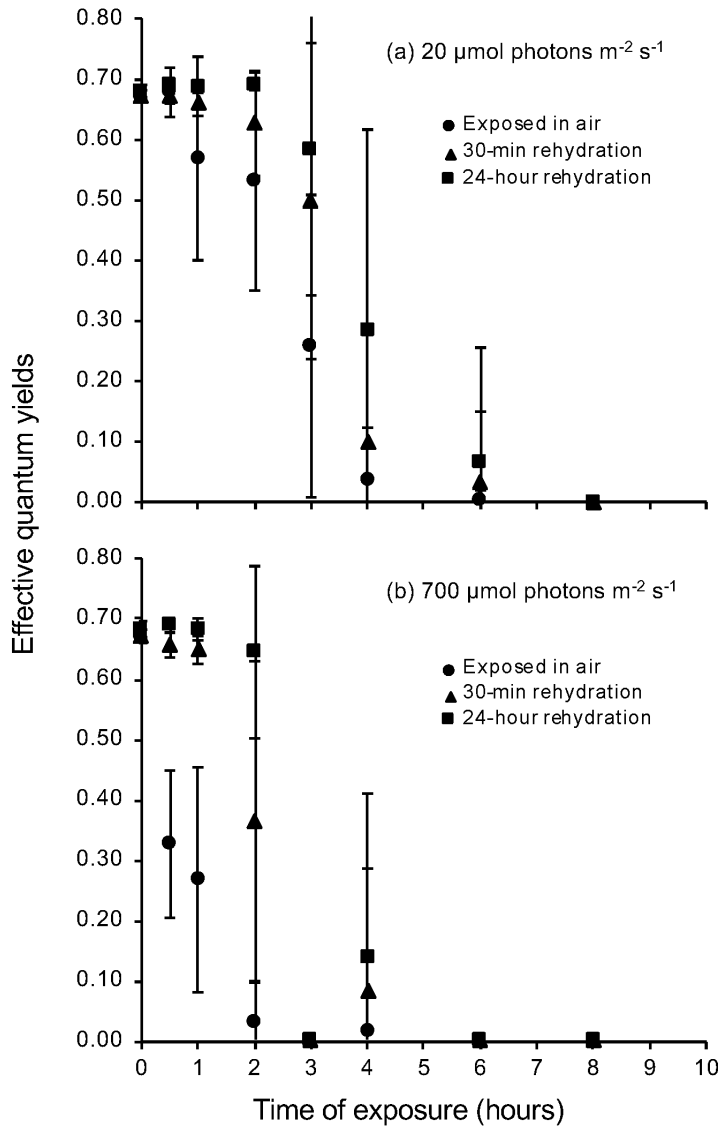 Effective quantum yields
(a) 20 µmol photons m-2 s-1
Exposed in air
30-min rehydration
24-hour rehydration
0.80
0.70
0.60
0.50
0.40
0.30
0.20
0.10
0.00
(b) 700 µmol photons m-2 s-1
Exposed in air
30-min rehydration
24-hour rehydration
0.80
0.70
0.60
0.50
0.40
0.30
0.20
0.10
0.00
0 1 2 3 4 5 6 7 8 9 10
Time of exposure (hours)